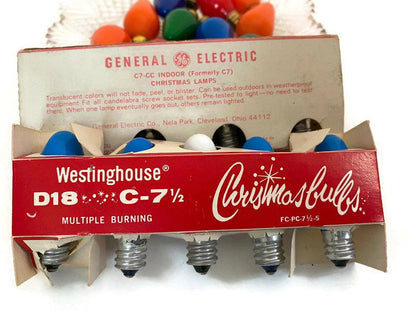 GENERAL GE ELECTRIC
C7-CC INDOOR (Formerly C7)
CHRISTMAS LAMPS
Translucent colors will not fade, peel, or blister. Can be used outdoors in weatherproof
equipment. Fit all candelabra screw socket sets. Pre-tested to light—no need to test
them. When one lamp eventually goes out, others remain lighted.
General Electric Co., Nela Park, Cleveland, Ohio 44112
Westinghouse®
D18 C-7½
MULTIPLE BURNING
Christmas bulbs
FC-PC-7½-5